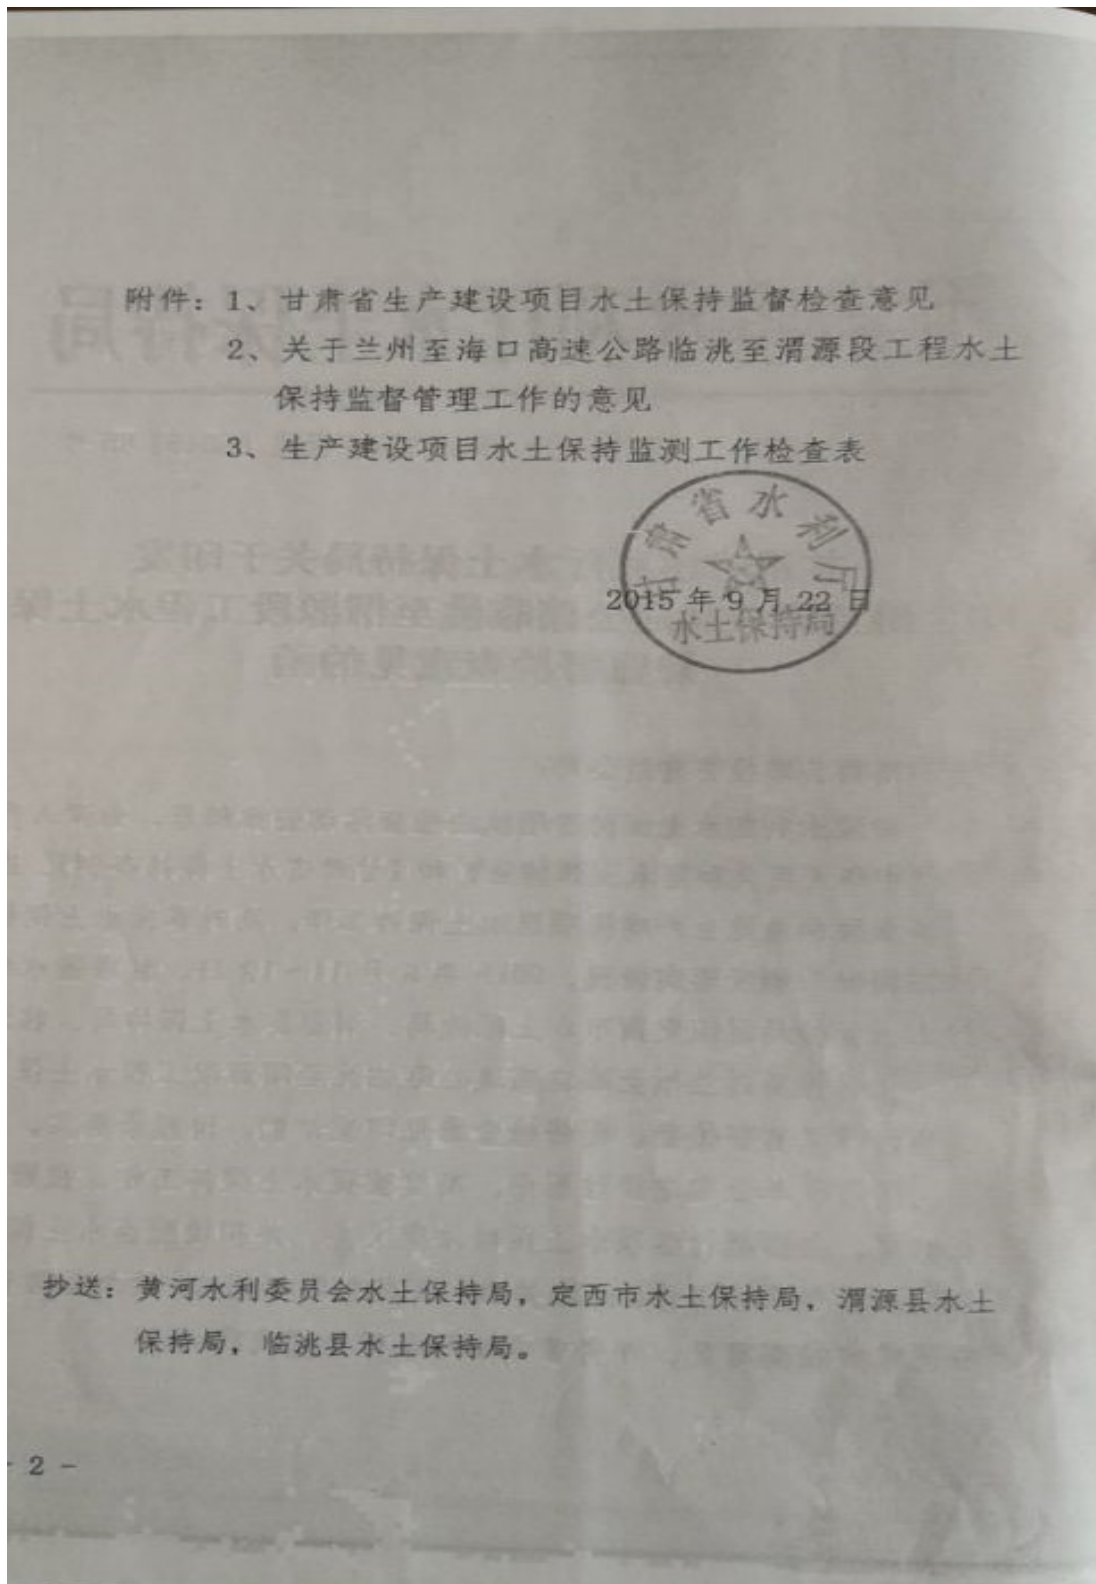 附件：1、甘肃省生产建设项目水土保持监督检查意见
2、关于兰州至海口高速公路临洮至渭源段工程水土
保持监督管理工作的意见
3、生产建设项目水土保持监测工作检查表
甘肃省水利厅
2015 年 9 月 22 日
水土保持局
抄送：黄河水利委员会水土保持局，定西市水土保持局，渭源县水土
保持局，临洮县水土保持局。
- 2 -